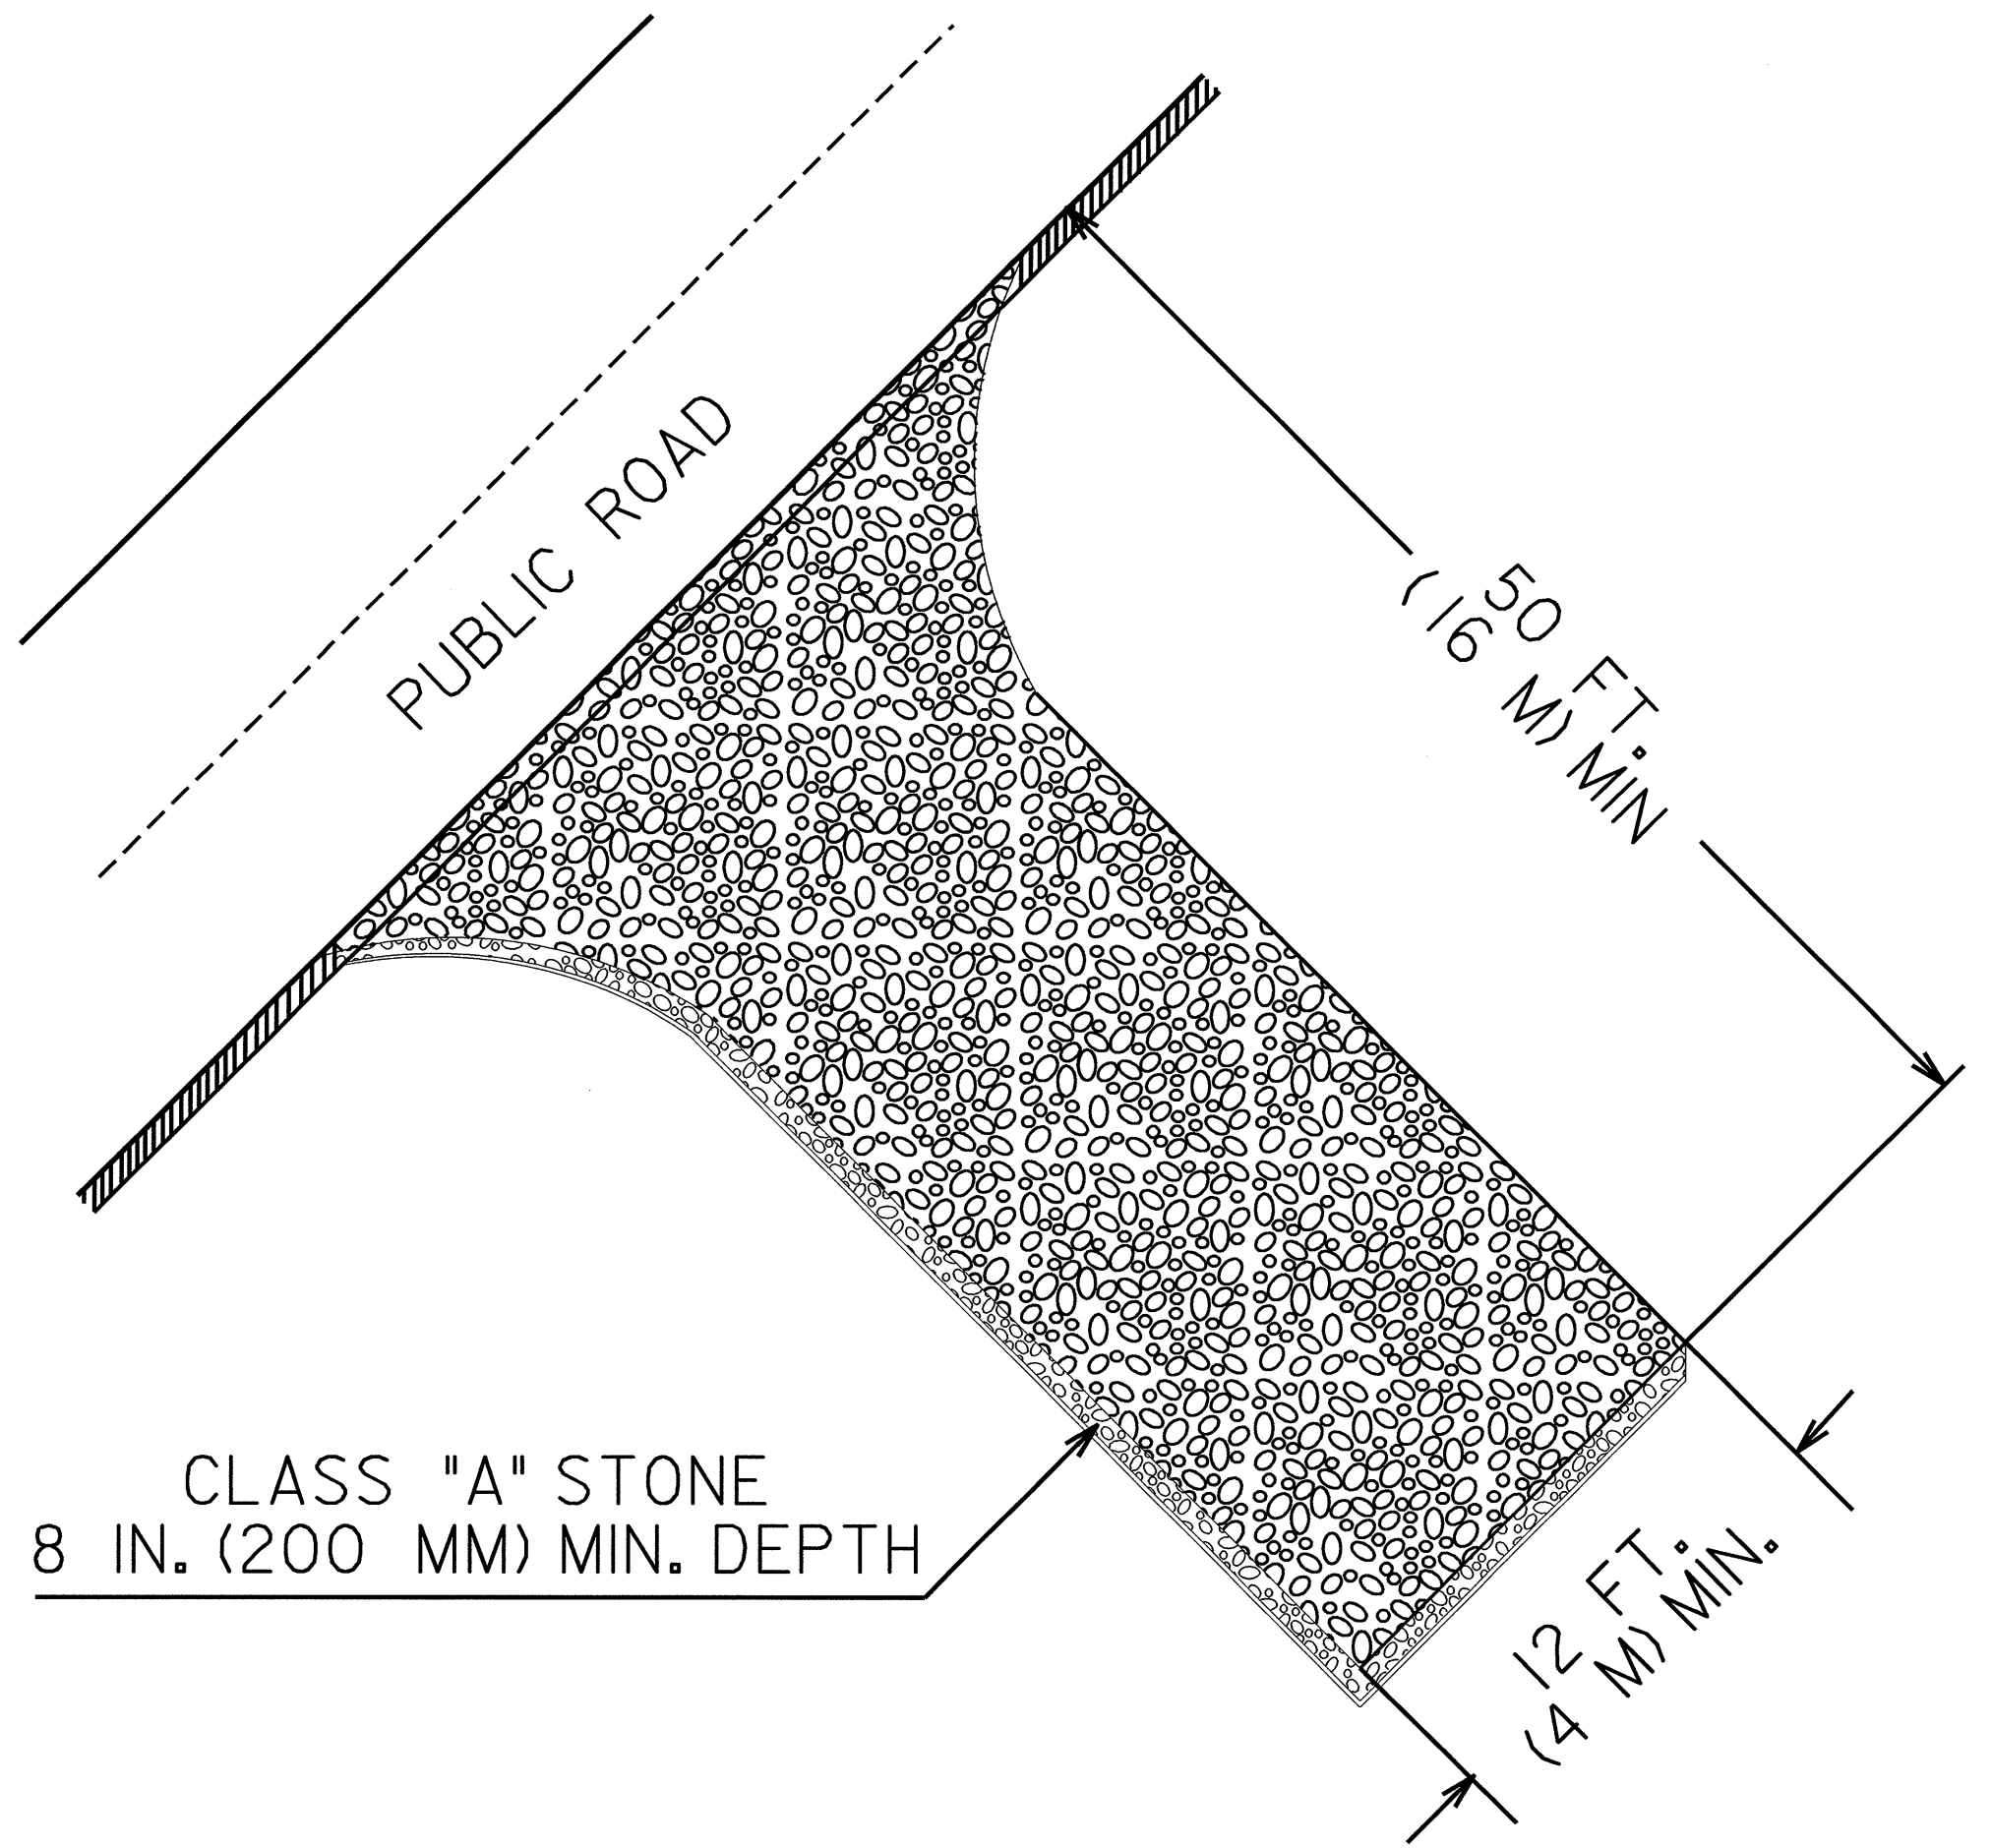 PUBLIC ROAD
50 FT.
(16 M) MIN
CLASS "A" STONE
8 IN. (200 MM) MIN. DEPTH
12 FT.
(4 M) MIN.